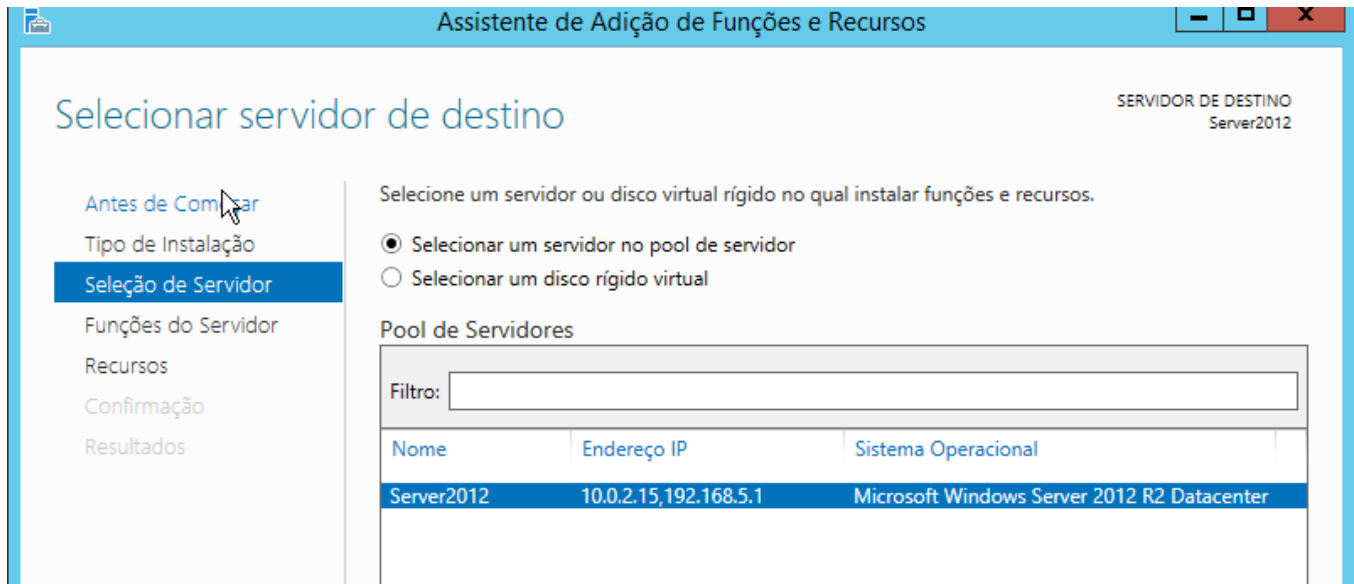 Assistente de Adição de Funções e Recursos
Selecionar servidor de destino
SERVIDOR DE DESTINO
Server2012
Antes de Começar
Tipo de Instalação
Seleção de Servidor
Funções do Servidor
Recursos
Confirmação
Resultados
Selecione um servidor ou disco virtual rígido no qual instalar funções e recursos.
Selecionar um servidor no pool de servidor
Selecionar um disco rígido virtual
Pool de Servidores
Filtro:
Nome Endereço IP Sistema Operacional
Server2012 10.0.2.15,192.168.5.1 Microsoft Windows Server 2012 R2 Datacenter